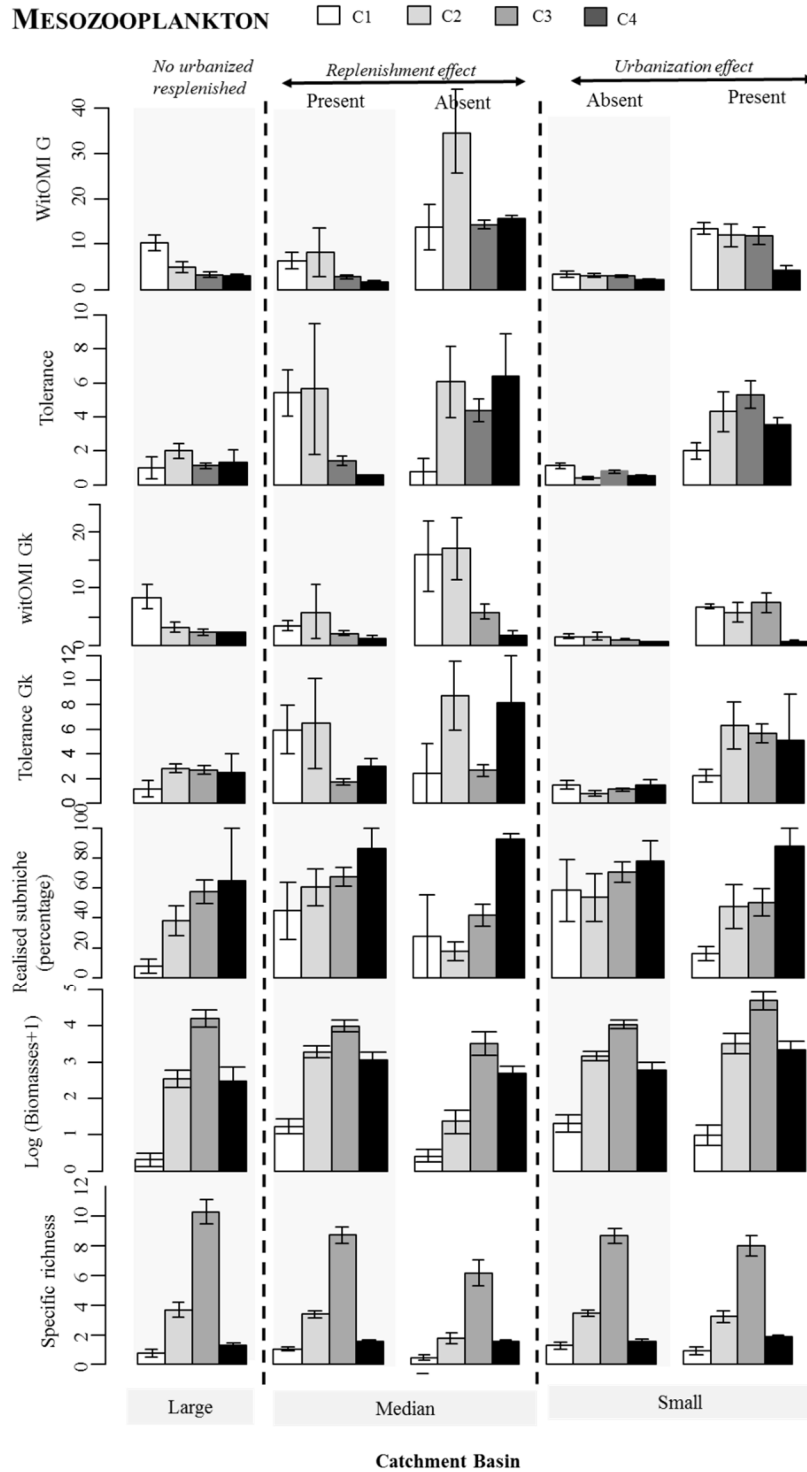 MESOZOOPLANKTON
C1 C2 C3 C4
No urbanized
resplenished
Replenishment effect
Urbanization effect
Present Absent Absent Present
WitOMI G
0 10 20 30 40
Tolerance
0 2 4 6 8 10
witOMI Gk
0 10 20
Tolerance Gk
0 2 4 6 8 10 12
Realised subniche
(percentage)
0 20 40 60 80 100
Log (Biomasses+1)
0 1 2 3 4 5
Specific richness
0 2 4 6 8 10 12
Large Median Small
Catchment Basin